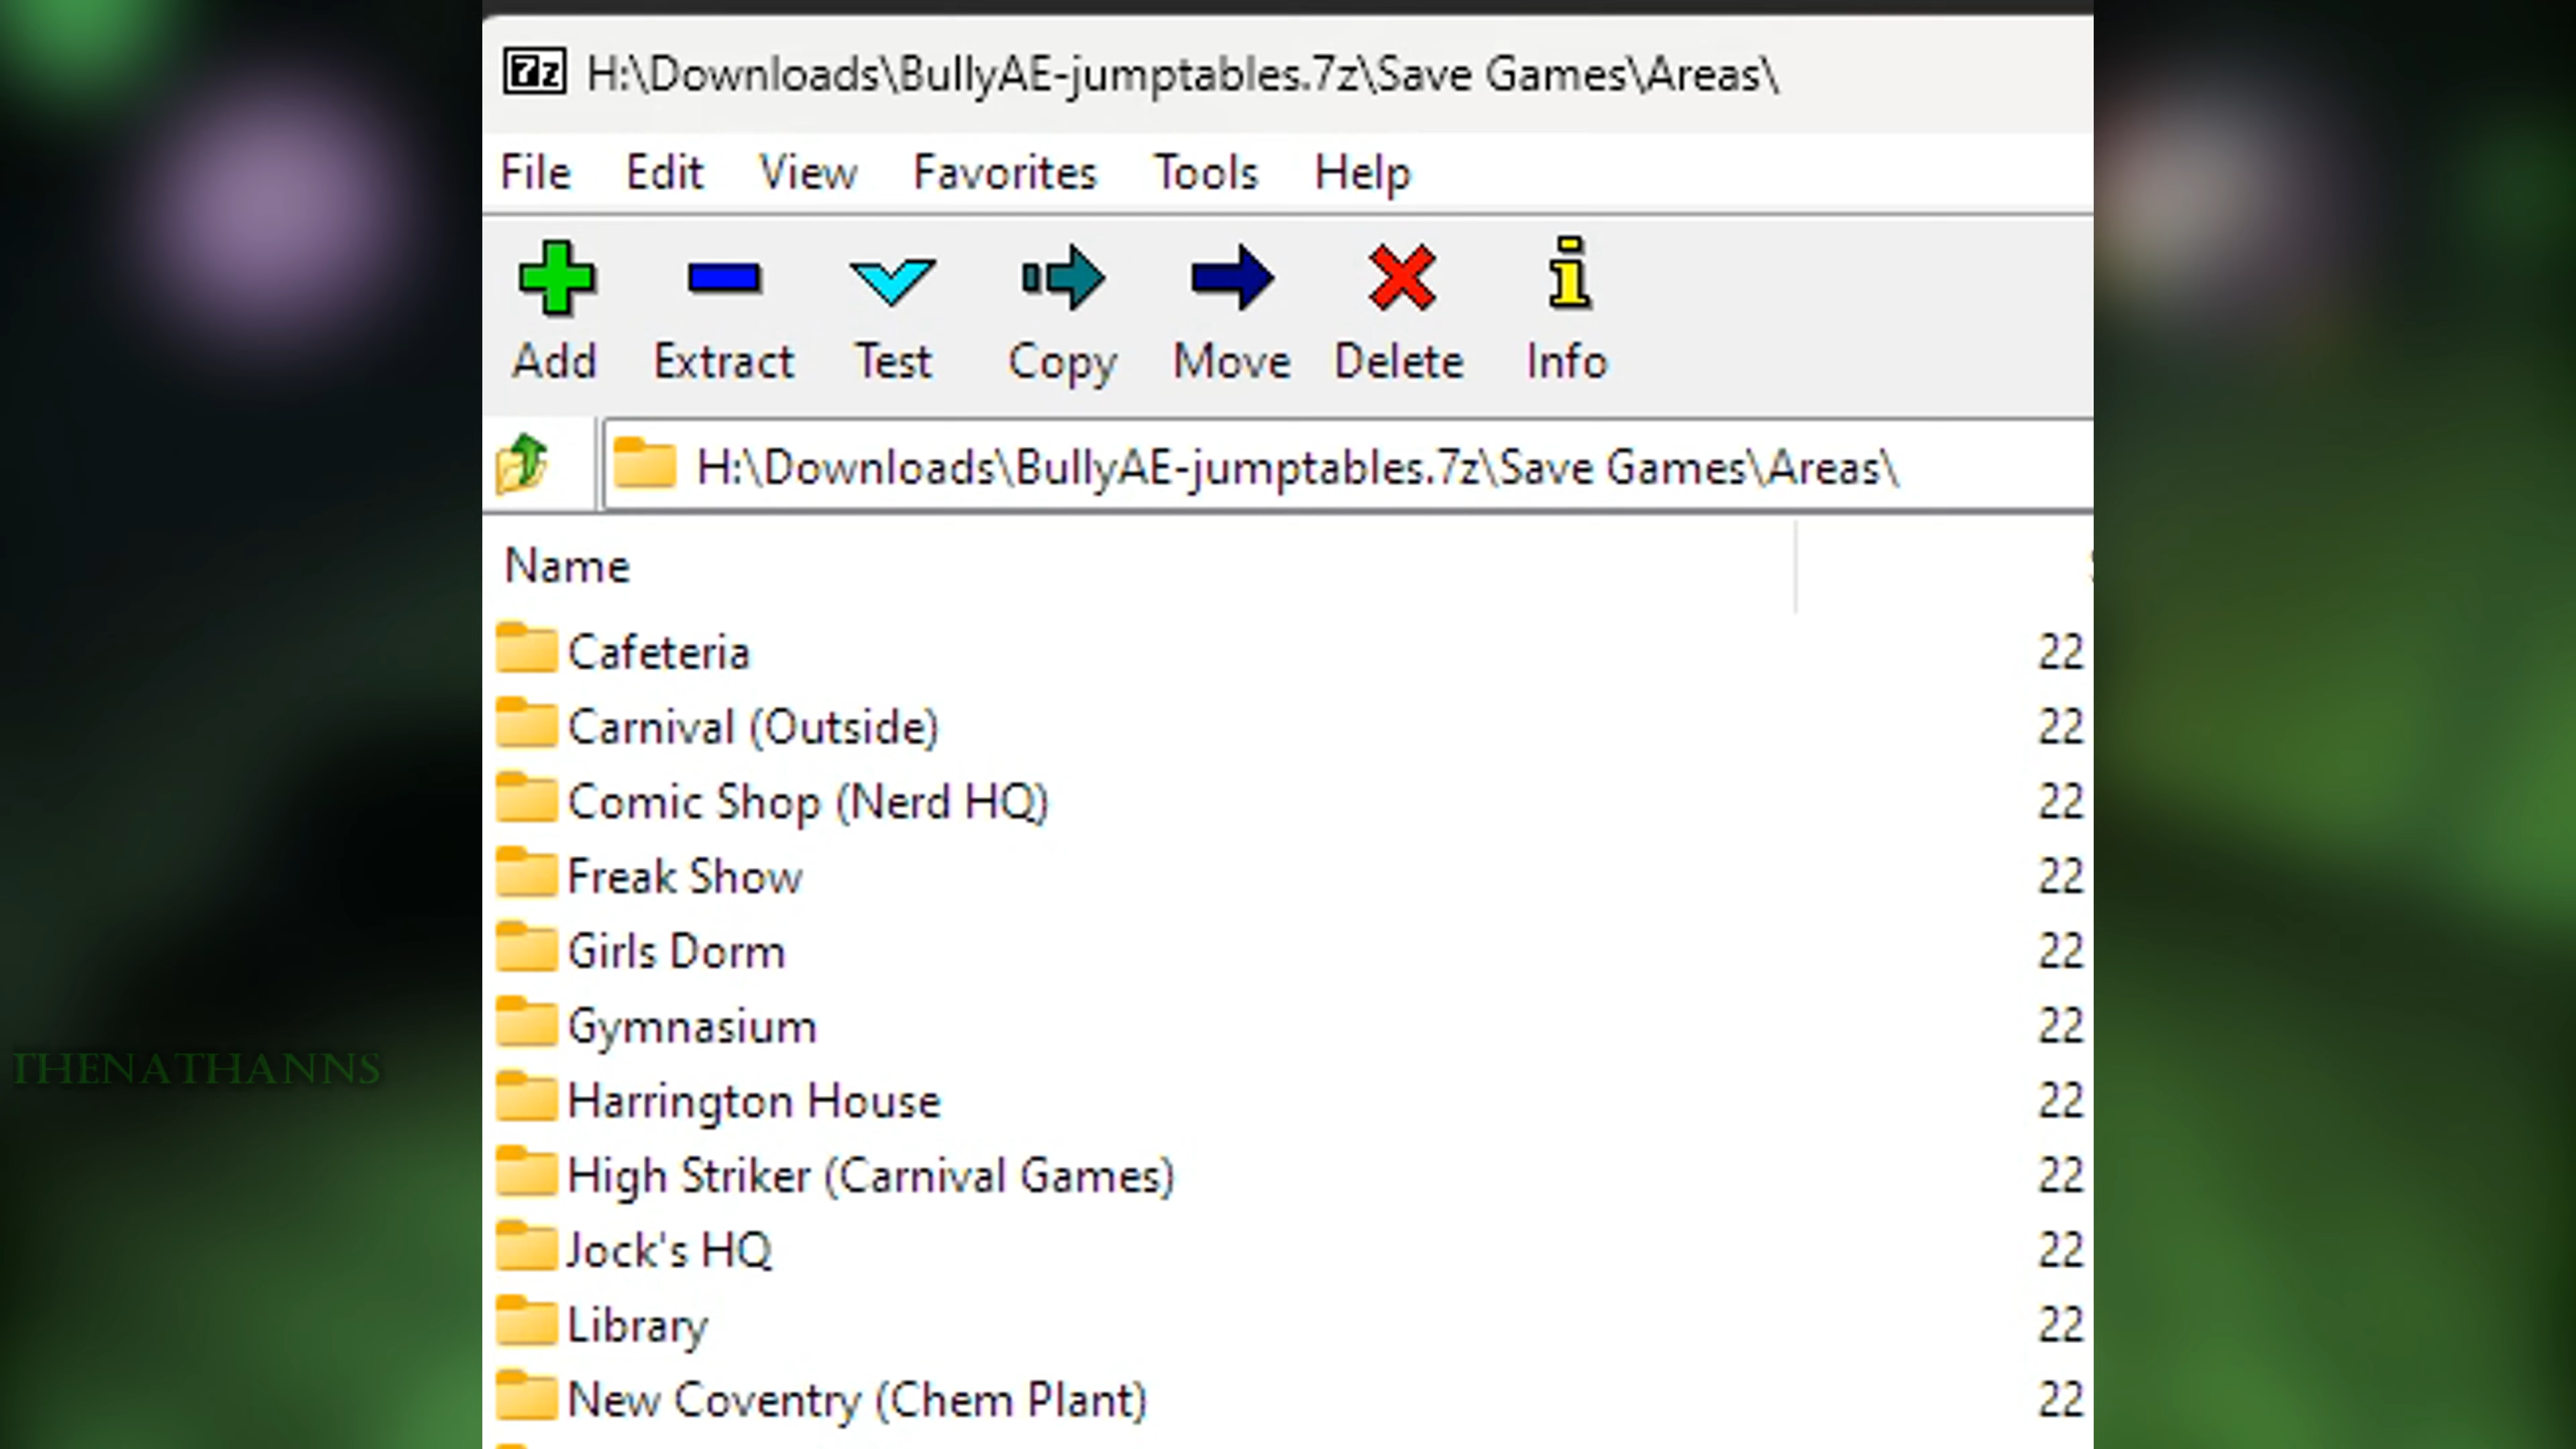 7z H:\Downloads\BullyAE-jumptables.7z\Save Games\Areas\
File Edit View Favorites Tools Help
Add Extract Test Copy Move Delete Info
H:\Downloads\BullyAE-jumptables.7z\Save Games\Areas\
Name
Cafeteria 22
Carnival (Outside) 22
Comic Shop (Nerd HQ) 22
Freak Show 22
Girls Dorm 22
Gymnasium 22
Harrington House 22
THENATHANNS
High Striker (Carnival Games) 22
Jock's HQ 22
Library 22
New Coventry (Chem Plant) 22